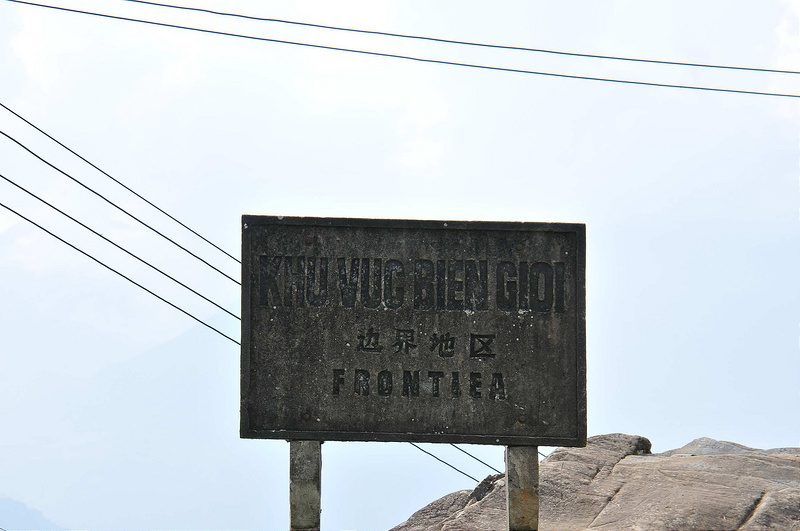 KHU VUC BIEN GIOI
边界地区
FRONTIEA